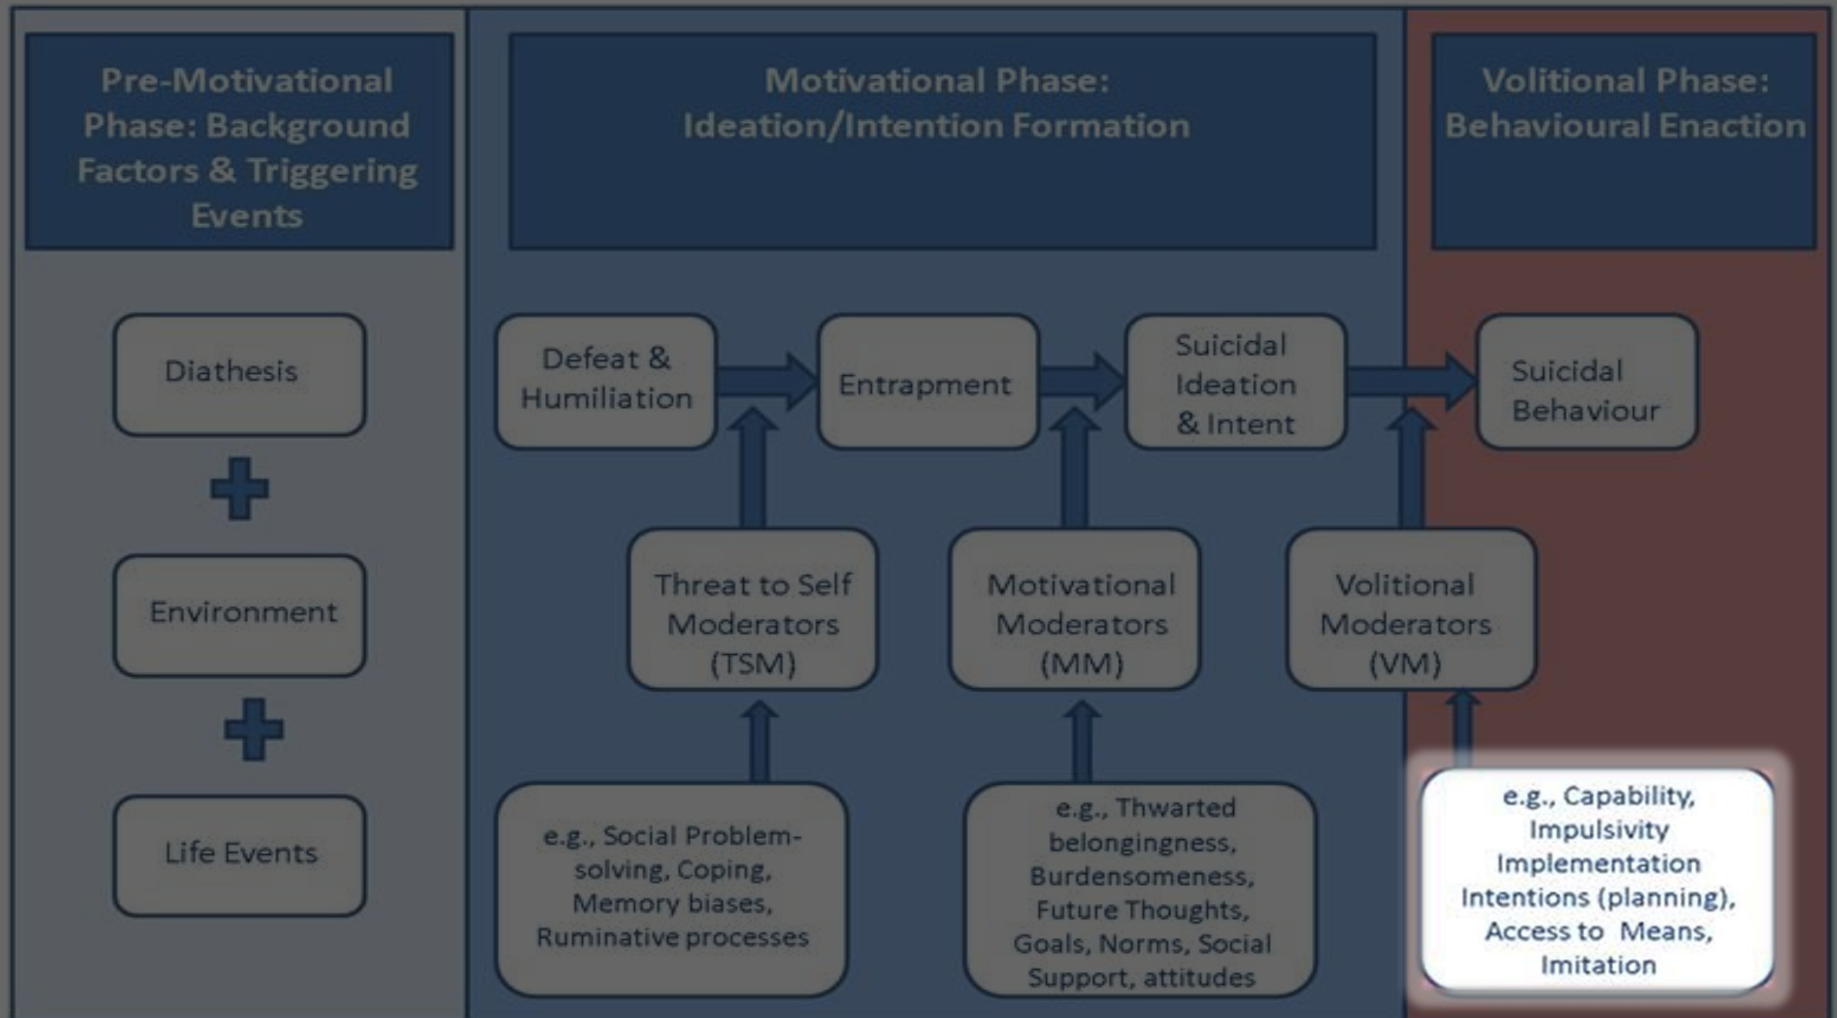 Pre-Motivational
Phase: Background
Factors & Triggering
Events
Motivational Phase:
Ideation/Intention Formation
Volitional Phase:
Behavioural Enaction
Diathesis
Environment
Life Events
Defeat &
Humiliation
Entrapment
Suicidal
Ideation
& Intent
Suicidal
Behaviour
Threat to Self
Moderators
(TSM)
Motivational
Moderators
(MM)
Volitional
Moderators
(VM)
e.g., Social Problem-
solving, Coping,
Memory biases,
Ruminative processes
e.g., Thwarted
belongingness,
Burdensomeness,
Future Thoughts,
Goals, Norms, Social
Support, attitudes
e.g., Capability,
Impulsivity
Implementation
Intentions (planning),
Access to Means,
Imitation